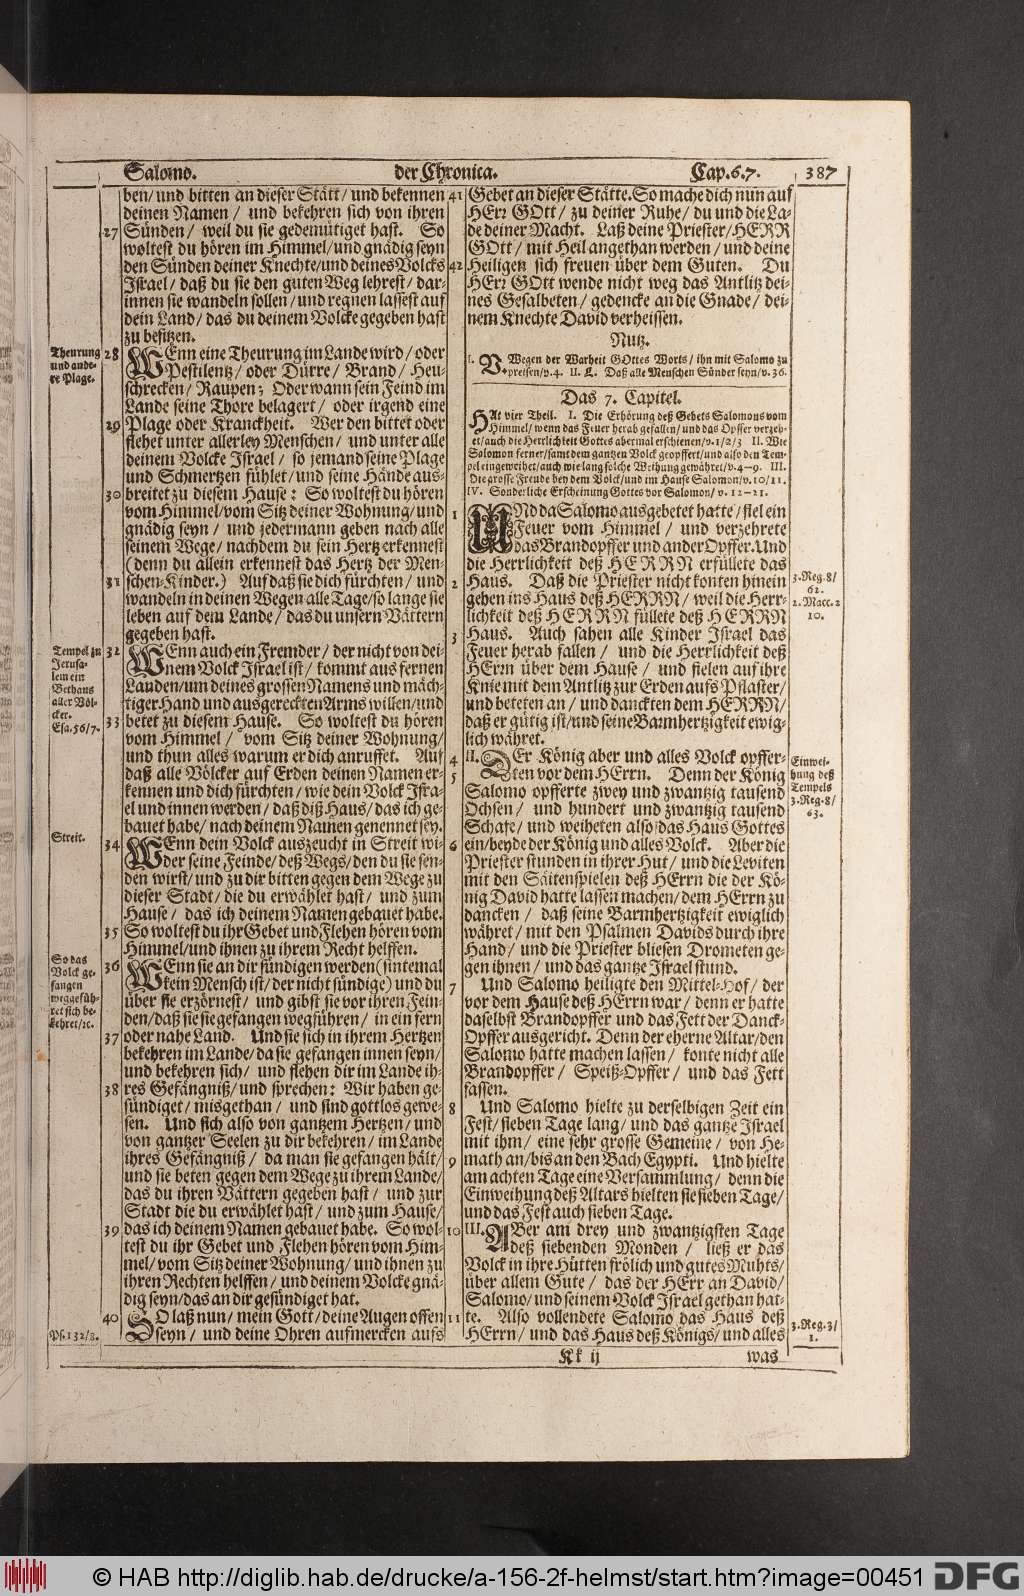 Salomo. der Chronica. Cap.6.7. 387
ben/ und bitten an dieser Stätt/ und bekennen
deinen Namen / und bekehren sich von ihren
27 Sünden/ weil du sie gedemütiget hast. So
woltest du hören im Himmel/ und gnädig seyn
den Sünden deiner Knechte/ und deines Volcks
Israel/ daß du sie den guten Weg lehrest/ dar-
innen sie wandeln sollen/ und regnen lassest auf
dein Land/ das du deinem Volcke gegeben hast
zu besitzen.
Theurung
und ande-
re Plage.
28 WEnn eine Theurung im Lande wird/ oder
Pestilentz/ oder Dürre/ Brand/ Heu-
schrecken/ Raupen; Oder wann sein Feind im
Lande seine Thore belagert/ oder irgend eine
29 Plage oder Kranckheit. Wer den bittet oder
flehet unter allerley Menschen/ und unter alle
deinem Volcke Israel/ so jemand seine Plage
und Schmertzen fühlet/ und seine Hände aus-
30 breitet zu diesem Hause: So woltest du hören
vom Himmel/ vom Sitz deiner Wohnung/ und
gnädig seyn/ und jedermann geben nach alle
seinem Wege/ nachdem du sein Hertz erkennest
(denn du allein erkennest das Hertz der Men-
31 schen-Kinder.) Auf daß sie dich fürchten/ und
wandeln in deinen Wegen alle Tage/ so lange sie
leben auf dem Lande/ das du unsern Vättern
gegeben hast.
Tempel zu
Jerusa-
lem ein
Bethaus
aller Völ-
cker.
Esa.56/7.
32 WEnn auch ein Fremder/ der nicht von dei-
nem Volck Israel ist/ kommt aus fernen
Landen/ um deines grossen Namens und mäch-
tiger Hand und ausgereckten Arms willen/ und
33 betet zu diesem Hause. So woltest du hören
vom Himmel/ vom Sitz deiner Wohnung/
und thun alles warum er dich anruffet. Auf
daß alle Völcker auf Erden deinen Namen er-
kennen und dich fürchten/ wie dein Volck Isra-
el und innen werden/ daß diß Haus/ das ich ge-
bauet habe/ nach deinem Namen genennet sey.
Streit.
34 WEnn dein Volck auszeucht in Streit wi-
der seine Feinde/ deß Wegs/ den du sie sen-
den wirst/ und zu dir bitten gegen dem Wege zu
dieser Stadt/ die du erwählet hast/ und zum
Hause/ das ich deinem Namen gebauet habe.
35 So woltest du ihr Gebet und Flehen hören vom
Himmel/ und ihnen zu ihrem Recht helffen.
So das
Volck ge-
fangen
weggefüh-
ret sich be-
kehret/ ꝛc.
36 WEnn sie an dir sündigen werden (sintemal
kein Mensch ist/ der nicht sündige) und du
über sie erzörnest/ und gibst sie vor ihren Fein-
den/ daß sie sie gefangen wegführen/ in ein fern
37 oder nahe Land. Und sie sich in ihrem Hertzen
bekehren im Lande/ da sie gefangen innen seyn/
und bekehren sich/ und flehen dir im Lande ih-
38 res Gefängniß/ und sprechen: Wir haben ge-
sündiget/ misgethan/ und sind gottlos gewe-
sen. Und sich also von gantzem Hertzen/ und
von gantzer Seelen zu dir bekehren/ im Lande
ihres Gefängniß/ da man sie gefangen hält/
und sie beten gegen dem Wege zu ihrem Lande/
das du ihren Vättern gegeben hast/ und zur
Stadt die du erwählet hast/ und zum Hause/
39 das ich deinem Namen gebauet habe. So wol-
test du ihr Gebet und Flehen hören vom Him-
mel/ vom Sitz deiner Wohnung/ und ihnen zu
ihren Rechten helffen/ und deinem Volcke gnä-
dig seyn/ das an dir gesündiget hat.
40 SO laß nun/ mein Gott/ deine Augen offen
Ps.132/8. seyn/ und deine Ohren aufmercken aufs
41 Gebet an dieser Stätte. So mache dich nun auf
HErr GOtt/ zu deiner Ruhe/ du und die La-
de deiner Macht. Laß deine Priester/ HERR
GOtt/ mit Heil angethan werden/ und deine
42 Heiligen sich freuen über dem Guten. Du
HErr GOtt wende nicht weg das Antlitz dei-
nes Gesalbeten/ gedencke an die Gnade/ dei-
nem Knechte David verheissen.
Nutz.
I. V. Wegen der Warheit GOttes Worts/ ihn mit Salomo zu
preisen/ v.4. II. L. Daß alle Menschen Sünder seyn/ v.36.
Das 7. Capitel.
HAt vier Theil. I. Die Erhörung deß Gebets Salomons vom
Himmel/ wenn das Feuer herab gefallen/ und das Opffer verzeh-
ret/ auch die Herrlichkeit Gottes abermal erschienen/ v.1/2/3 II. Wie
Salomon ferner/ samt dem gantzen Volck geopffert/ und also den Tem-
pel eingeweihet/ auch wie lang solche Weihung gewähret/ v.4–9. III.
Die grosse Freude bey dem Volck/ und im Hause Salomon/ v.10/11.
IV. Sonderliche Erscheinung Gottes vor Salomon/ v. 12–21.
1 UNd da Salomo ausgebetet hatte/ fiel ein
Feuer vom Himmel/ und verzehrete
das Brandopffer und ander Opffer. Und
die Herrlichkeit deß HERRN erfüllete das
2 Haus. Daß die Priester nicht konten hinein
gehen ins Haus deß HERRN/ weil die Herr-
lichkeit deß HERRN füllete deß HERRN
3 Haus. Auch sahen alle Kinder Israel das
Feuer herab fallen/ und die Herrlichkeit deß
HErrn über dem Hause/ und fielen auf ihre
Knie mit dem Antlitz zur Erden aufs Pflaster/
und beteten an/ und danckten dem HERRN/
daß er gütig ist/ und seine Barmhertzigkeit ewig-
lich währet.
3.Reg.8/
62.
2.Macc.2
10.
4 II. DEr König aber und alles Volck opffer-
5 ten vor dem HErrn. Denn der König
Salomo opfferte zwey und zwantzig tausend
Ochsen/ und hundert und zwantzig tausend
Schafe/ und weiheten also das Haus Gottes
6 ein/ beyde der König und alles Volck. Aber die
Priester stunden in ihrer Hut/ und die Leviten
mit den Säitenspielen deß HErrn die der Kö-
nig David hatte lassen machen/ dem HErrn zu
dancken/ daß seine Barmhertzigkeit ewiglich
währet/ mit den Psalmen Davids durch ihre
Hand/ und die Priester bliesen Drometen ge-
gen ihnen/ und das gantze Israel stund.
Einwei-
hung deß
Tempels
3.Reg.8/
63.
7 Und Salomo heiligte den Mittel-Hof/ der
vor dem Hause deß HErrn war/ denn er hatte
daselbst Brandopffer und das Fett der Danck-
Opffer ausgericht. Denn der eherne Altar/ den
Salomo hatte machen lassen/ konte nicht alle
Brandopffer/ Speiß-Opffer/ und das Fett
fassen.
8 Und Salomo hielte zu derselbigen Zeit ein
Fest/ sieben Tage lang/ und das gantze Israel
mit ihm/ eine sehr grosse Gemeine/ von He-
9 math an/ bis an den Bach Egypti. Und hielte
am achten Tage eine Versammlung/ denn die
Einweihung deß Altars hielten sie sieben Tage/
und das Fest auch sieben Tage.
10 III. ABer am drey und zwantzigsten Tage
deß siebenden Monden/ ließ er das
Volck in ihre Hütten frölich und gutes Muhts/
über allem Gute/ das der HErr an David/
Salomo/ und seinem Volck Israel gethan hat-
11 te. Also vollendete Salomo das Haus deß
HErrn/ und das Haus deß Königs/ und alles
3.Reg.3/
1.
Kk ij was
© HAB http://diglib.hab.de/drucke/a-156-2f-helmst/start.htm?image=00451 DFG